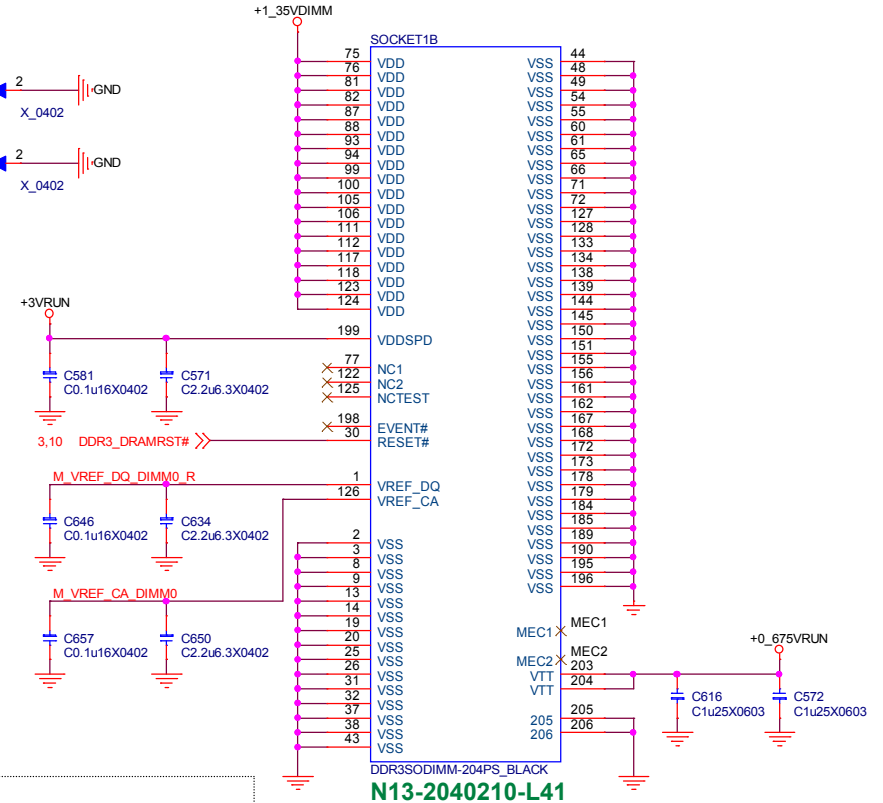 +1_35VDIMM
SOCKET1B
2
GND
X_0402
2
GND
X_0402
75 VDD
76 VDD
81 VDD
82 VDD
87 VDD
88 VDD
93 VDD
94 VDD
99 VDD
100 VDD
105 VDD
106 VDD
111 VDD
112 VDD
117 VDD
118 VDD
123 VDD
124 VDD
+3VRUN
199 VDDSPD
C581
C0.1u16X0402
C571
C2.2u6.3X0402
77 NC1
122 NC2
125 NCTEST
198 EVENT#
3,10 DDR3_DRAMRST# 30 RESET#
M_VREF_DQ_DIMM0_R
1 VREF_DQ
126 VREF_CA
C646
C0.1u16X0402
C634
C2.2u6.3X0402
M_VREF_CA_DIMM0
C657
C0.1u16X0402
C650
C2.2u6.3X0402
2 VSS
3 VSS
8 VSS
9 VSS
13 VSS
14 VSS
19 VSS
20 VSS
25 VSS
26 VSS
31 VSS
32 VSS
37 VSS
38 VSS
43 VSS
VSS 44
VSS 48
VSS 49
VSS 54
VSS 55
VSS 60
VSS 61
VSS 65
VSS 66
VSS 71
VSS 72
VSS 127
VSS 128
VSS 133
VSS 134
VSS 138
VSS 139
VSS 144
VSS 145
VSS 150
VSS 151
VSS 155
VSS 156
VSS 161
VSS 162
VSS 167
VSS 168
VSS 172
VSS 173
VSS 178
VSS 179
VSS 184
VSS 185
VSS 189
VSS 190
VSS 195
VSS 196
MEC1 MEC1
MEC2 MEC2
VTT 203
VTT 204
+0_675VRUN
C616
C1u25X0603
C572
C1u25X0603
205 205
206 206
DDR3SODIMM-204PS_BLACK
N13-2040210-L41